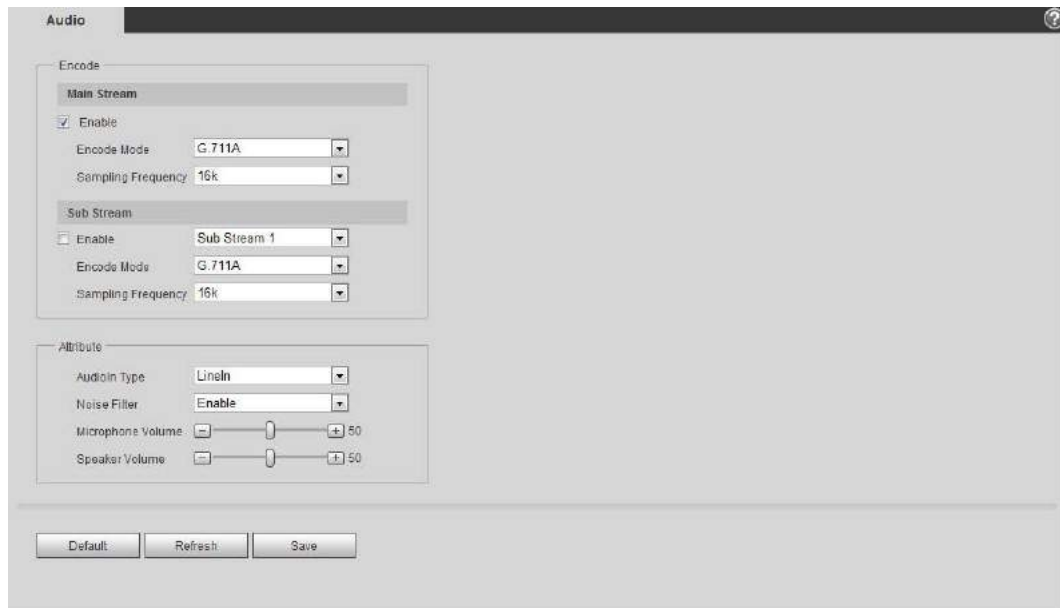 Audio
?
Encode
Main Stream
Enable
Encode Mode G.711A
Sampling Frequency 16k
Sub Stream
Enable Sub Stream 1
Encode Mode G.711A
Sampling Frequency 16k
Attribute
AudioIn Type LineIn
Noise Filter Enable
Microphone Volume - + 50
Speaker Volume - + 50
Default Refresh Save